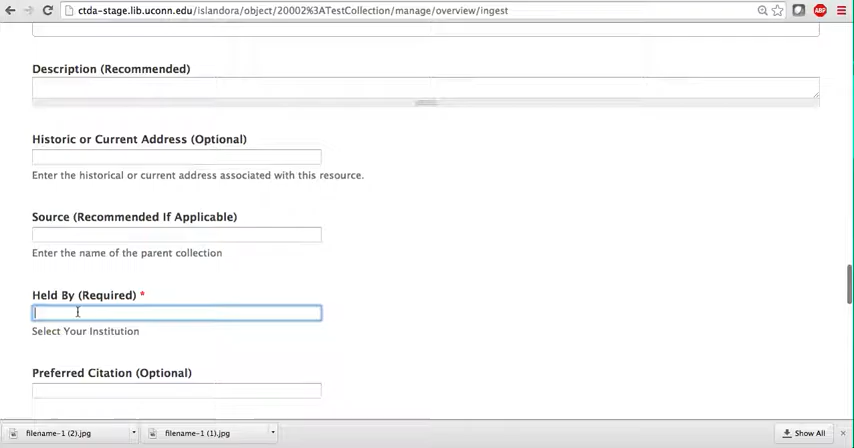 ctda-stage.lib.uconn.edu/islandora/object/20002%3ATestCollection/manage/overview/ingest
ABP
Description (Recommended)
Historic or Current Address (Optional)
Enter the historical or current address associated with this resource.
Source (Recommended If Applicable)
Enter the name of the parent collection
Held By (Required) *
Select Your Institution
Preferred Citation (Optional)
filename-1 (2).jpg
filename-1 (1).jpg
Show All